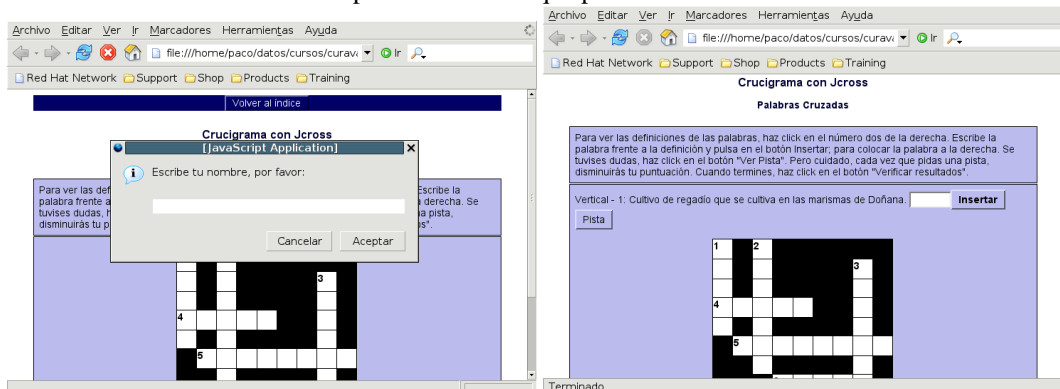 Archivo Editar Ver Ir Marcadores Herramientas Ayuda
file:///home/paco/datos/cursos/curava Ir
Red Hat Network Support Shop Products Training
Volver al índice
Crucigrama con Jcross
[JavaScript Application]
Escribe tu nombre, por favor:
Cancelar Aceptar
Para ver las def
Escribe la
palabra frente a
a derecha. Se
tuvises dudas, h
na pista,
disminuirás tu p
os".
3
4
5
Archivo Editar Ver Ir Marcadores Herramientas Ayuda
file:///home/paco/datos/cursos/curava Ir
Red Hat Network Support Shop Products Training
Crucigrama con Jcross
Palabras Cruzadas
Para ver las definiciones de las palabras, haz click en el número dos de la derecha. Escribe la
palabra frente a la definición y pulsa en el botón Insertar; para colocar la palabra a la derecha. Se
tuvises dudas, haz click en el botón "Ver Pista". Pero cuidado, cada vez que pidas una pista,
disminuirás tu puntuación. Cuando termines, haz click en el botón "Verificar resultados".
Vertical - 1: Cultivo de regadío que se cultiva en las marismas de Doñana. Insertar
Pista
1 2
3
4
5
Terminado